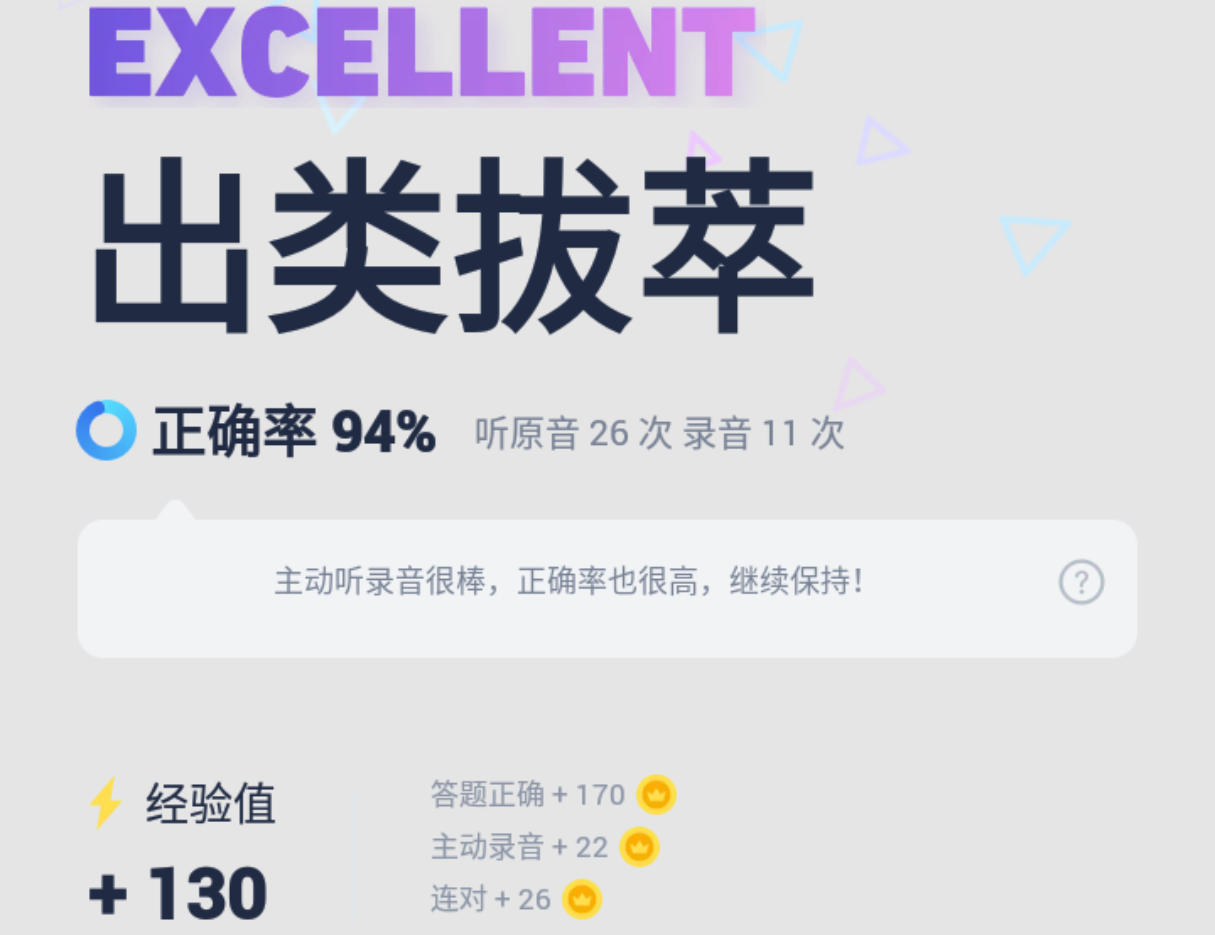 EXCELLENT
出类拔萃
正确率 94% 听原音 26 次 录音 11 次
主动听录音很棒，正确率也很高，继续保持！
?
经验值
+ 130
答题正确 + 170
主动录音 + 22
连对 + 26